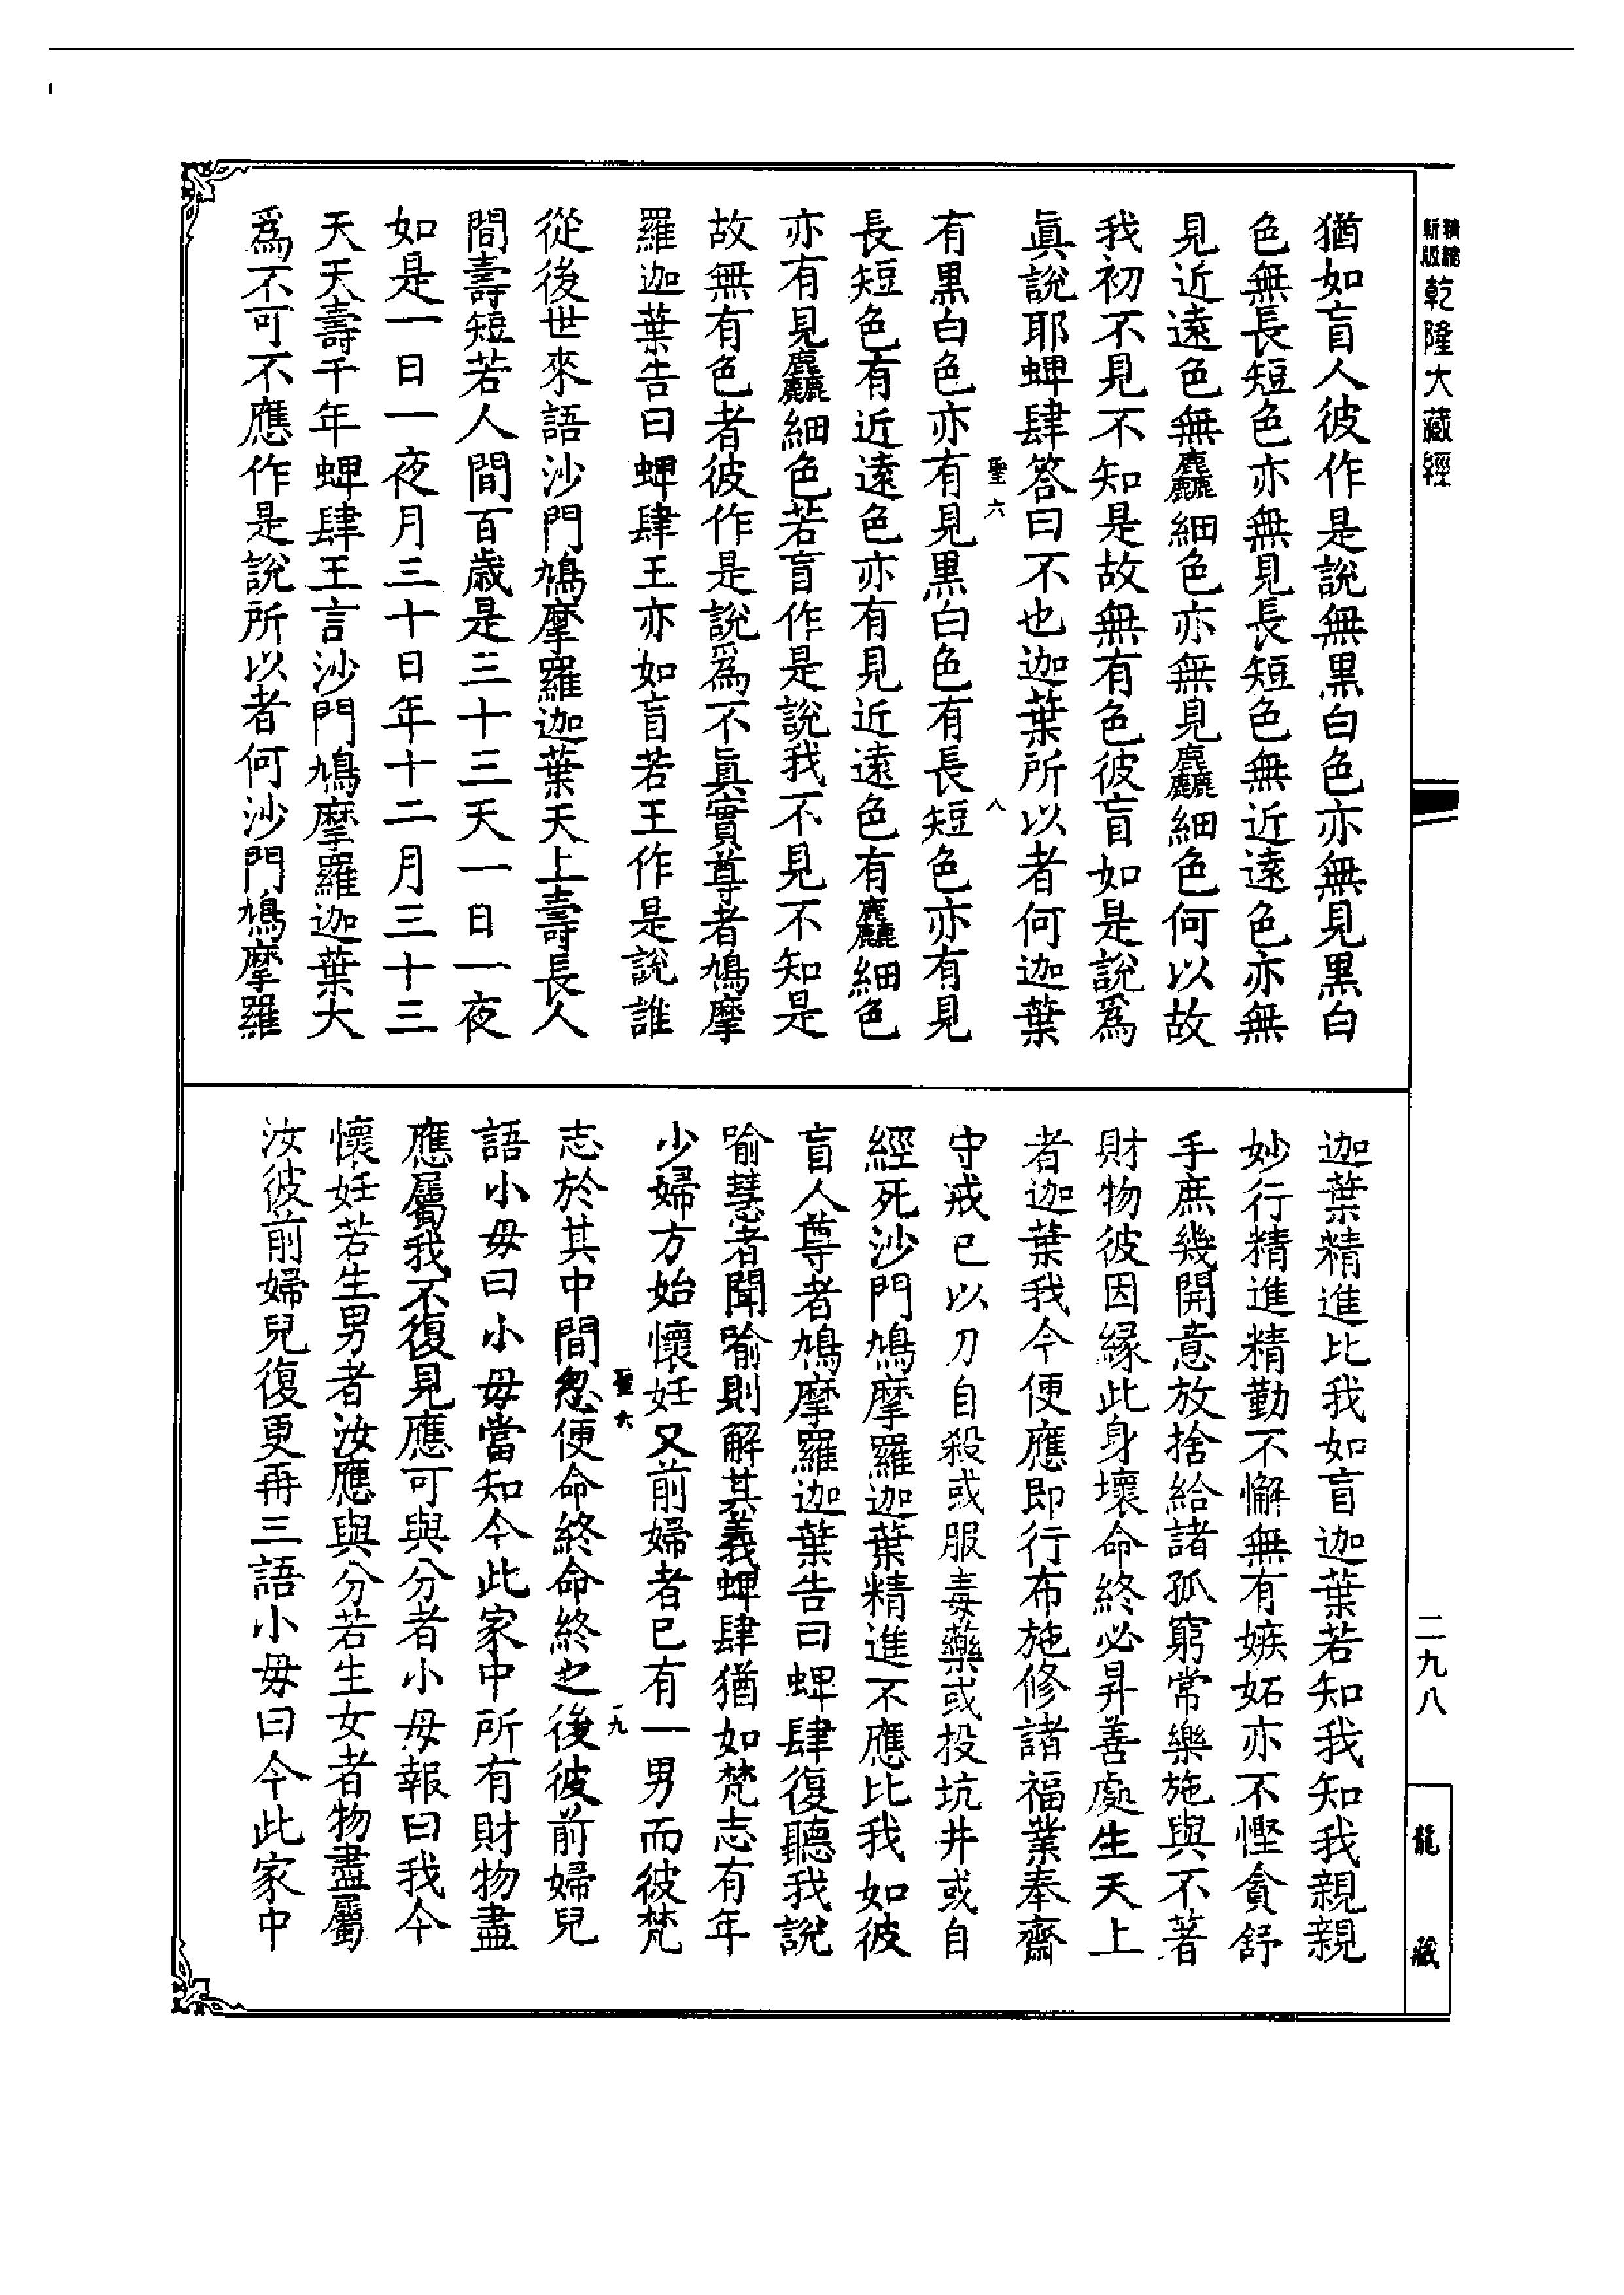 精縮新版乾隆大藏經
猶如盲人彼作是說無黑白色亦無見黑白
色無長短色亦無見長短色無近遠色亦無
見近遠色無麤細色亦無見麤細色何以故
我初不見不知是故無有色彼盲如是說爲
眞說耶蜱肆答曰不也迦葉所以者何迦葉
聖六 八
有黑白色亦有見黑白色有長短色亦有見
長短色有近遠色亦有見近遠色有麤細色
亦有見麤細色若盲作是說我不見不知是
故無有色者彼作是說爲不眞實尊者鳩摩
羅迦葉告曰蜱肆王亦如盲若王作是說誰
從後世來語沙門鳩摩羅迦葉天上壽長人
間壽短若人間百歲是三十三天一日一夜
如是一日一夜月三十日年十二月三十三
天天壽千年蜱肆王言沙門鳩摩羅迦葉大
爲不可不應作是說所以者何沙門鳩摩羅
迦葉精進比我如盲迦葉若知我知我親親
妙行精進精勤不懈無有嫉妬亦不慳貪舒
手庶幾開意放捨給諸孤窮常樂施與不著
財物彼因緣此身壞命終必昇善處生天上
者迦葉我今便應即行布施修諸福業奉齋
守戒已以刀自殺或服毒藥或投坑井或自
經死沙門鳩摩羅迦葉精進不應比我如彼
盲人尊者鳩摩羅迦葉告曰蜱肆復聽我說
喻慧者聞喻則解其義蜱肆猶如梵志有年
少婦方始懷妊又前婦者已有一男而彼梵
聖六 九
志於其中間忽便命終命終之後彼前婦兒
語小母曰小母當知今此家中所有財物盡
應屬我不復見應可與分者小母報曰我今
懷妊若生男者汝應與分若生女者物盡屬
汝彼前婦兒復更再三語小母曰今此家中
二九八
龍藏